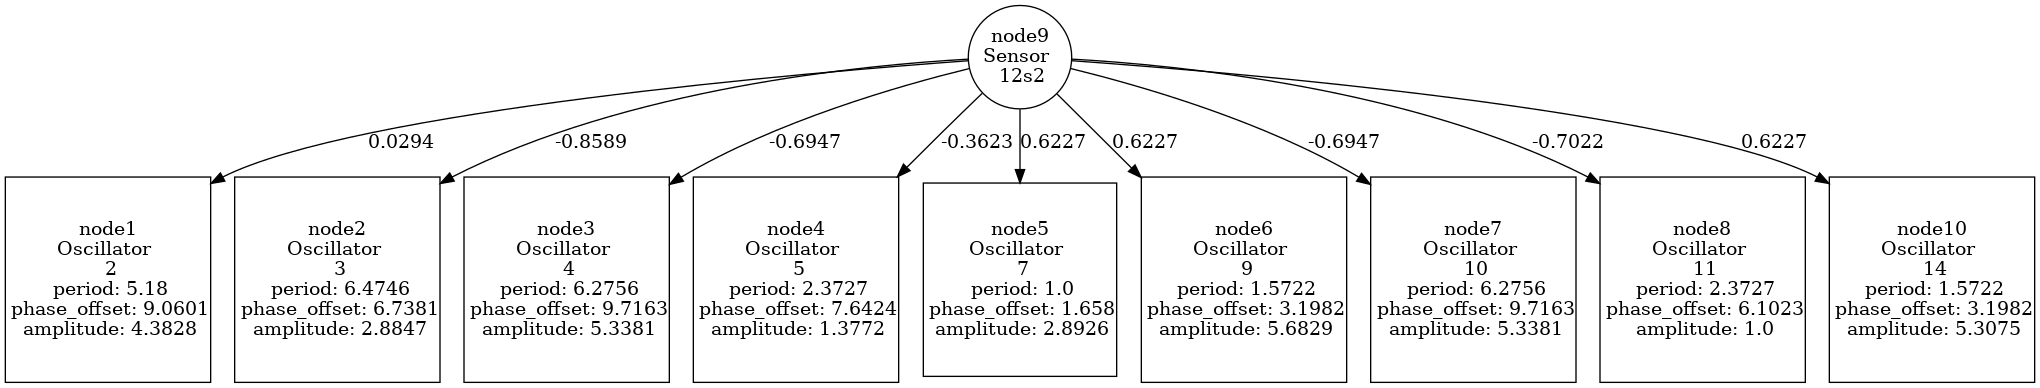 node9
Sensor
12s2
0.0294
-0.8589
-0.6947
-0.3623
0.6227
0.6227
-0.6947
-0.7022
0.6227
node1
Oscillator
2
period: 5.18
phase_offset: 9.0601
amplitude: 4.3828
node2
Oscillator
3
period: 6.4746
phase_offset: 6.7381
amplitude: 2.8847
node3
Oscillator
4
period: 6.2756
phase_offset: 9.7163
amplitude: 5.3381
node4
Oscillator
5
period: 2.3727
phase_offset: 7.6424
amplitude: 1.3772
node5
Oscillator
7
period: 1.0
phase_offset: 1.658
amplitude: 2.8926
node6
Oscillator
9
period: 1.5722
phase_offset: 3.1982
amplitude: 5.6829
node7
Oscillator
10
period: 6.2756
phase_offset: 9.7163
amplitude: 5.3381
node8
Oscillator
11
period: 2.3727
phase_offset: 6.1023
amplitude: 1.0
node10
Oscillator
14
period: 1.5722
phase_offset: 3.1982
amplitude: 5.3075